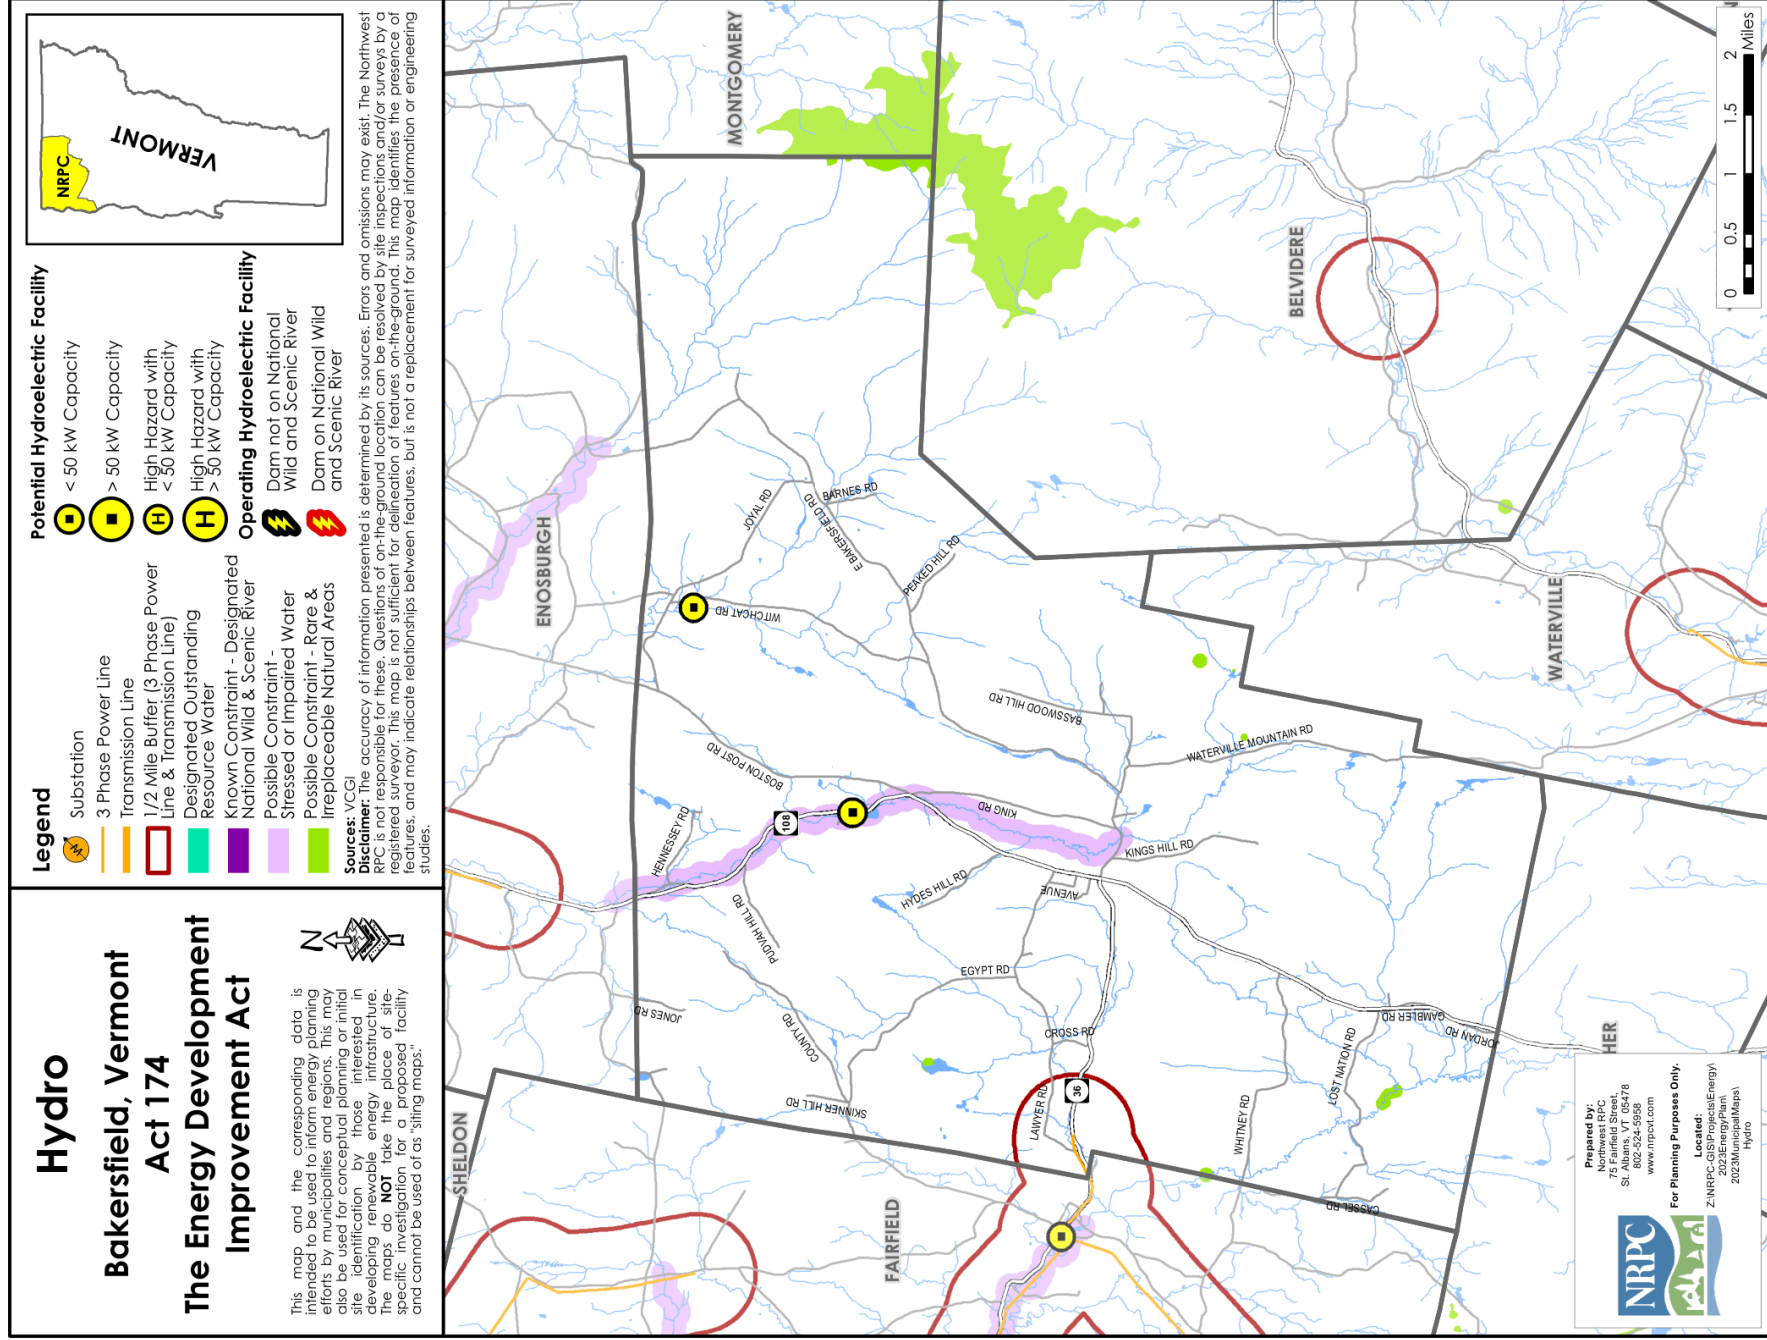 Hydro
Bakersfield, Vermont
Act 174
The Energy Development
Improvement Act
This map and the corresponding data is
intended to be used to inform energy planning
efforts by municipalities and regions. This may
also be used for conceptual planning or initial
site identification by those interested in
developing renewable energy infrastructure.
The maps do NOT take the place of site-
specific investigation for a proposed facility
and cannot be used of as "siting maps."
N
Legend
Substation
3 Phase Power Line
Transmission Line
1/2 Mile Buffer (3 Phase Power
Line & Transmission Line)
Designated Outstanding
Resource Water
Known Constraint - Designated
National Wild & Scenic River
Possible Constraint -
Stressed or Impaired Water
Possible Constraint - Rare &
Irreplaceable Natural Areas
Potential Hydroelectric Facility
< 50 kW Capacity
> 50 kW Capacity
H
High Hazard with
< 50 kW Capacity
H
High Hazard with
> 50 kW Capacity
Operating Hydroelectric Facility
Dam not on National
Wild and Scenic River
Dam on National Wild
and Scenic River
NRPC
VERMONT
Sources: VCGI
Disclaimer: The accuracy of information presented is determined by its sources. Errors and omissions may exist. The Northwest
RPC is not responsible for these. Questions of on-the-ground location can be resolved by site inspections and/or surveys by a
registered surveyor. This map is not sufficient for delineation of features on-the-ground. This map identifies the presence of
features, and may indicate relationships between features, but is not a replacement for surveyed information or engineering
studies.
SHELDON
ENOSBURGH
MONTGOMERY
FAIRFIELD
BELVIDERE
WATERVILLE
HER
JONES RD
HENNESSEY RD
PUDVAH HILL RD
BOSTON POST RD
108
WITCHCAT RD
JOYAL RD
E BAKERSFIELD RD
BARNES RD
PEAKED HILL RD
COUNTY RD
SKINNER HILL RD
HYDES HILL RD
EGYPT RD
KING RD
BASSWOOD HILL RD
AVENUE
KINGS HILL RD
WATERVILLE MOUNTAIN RD
CROSS RD
LAWYER RD
36
WHITNEY RD
LOST NATION RD
CASSEL RD
GAMBLER RD
JORDAN RD
0 0.5 1 1.5 2
Miles
NRPC
Prepared by:
Northwest RPC
75 Fairfield Street,
St. Albans, VT 05478
802-524-5958
www.nrpcvt.com
For Planning Purposes Only.
Located:
Z:\NRPC-GIS\Projects\Energy\
2023EnergyPlan\
2023MunicipalMaps\
Hydro